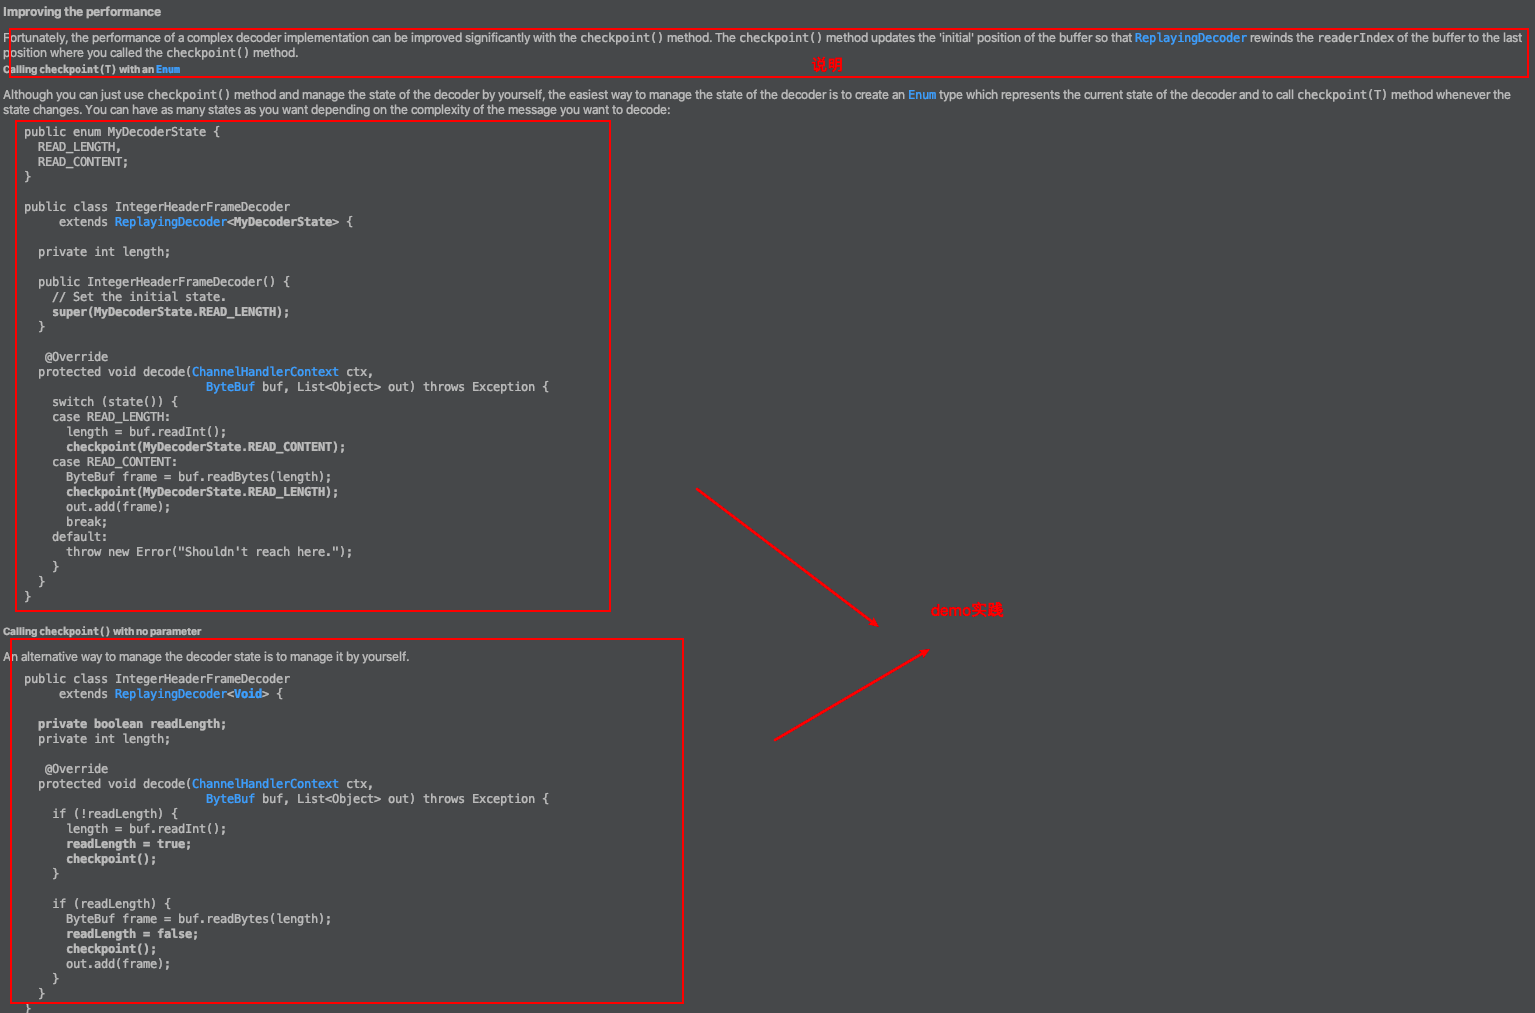 Improving the performance
Fortunately, the performance of a complex decoder implementation can be improved significantly with the checkpoint() method. The checkpoint() method updates the 'initial' position of the buffer so that ReplayingDecoder rewinds the readerIndex of the buffer to the last
position where you called the checkpoint() method.
说明
Calling checkpoint(T) with an Enum
Although you can just use checkpoint() method and manage the state of the decoder by yourself, the easiest way to manage the state of the decoder is to create an Enum type which represents the current state of the decoder and to call checkpoint(T) method whenever the
state changes. You can have as many states as you want depending on the complexity of the message you want to decode:
public enum MyDecoderState {
READ_LENGTH,
READ_CONTENT;
}
public class IntegerHeaderFrameDecoder
extends ReplayingDecoder<MyDecoderState> {
private int length;
public IntegerHeaderFrameDecoder() {
// Set the initial state.
super(MyDecoderState.READ_LENGTH);
}
@Override
protected void decode(ChannelHandlerContext ctx,
ByteBuf buf, List<Object> out) throws Exception {
switch (state()) {
case READ_LENGTH:
length = buf.readInt();
checkpoint(MyDecoderState.READ_CONTENT);
case READ_CONTENT:
ByteBuf frame = buf.readBytes(length);
checkpoint(MyDecoderState.READ_LENGTH);
out.add(frame);
break;
default:
throw new Error("Shouldn't reach here.");
}
}
}
demo实践
Calling checkpoint() with no parameter
An alternative way to manage the decoder state is to manage it by yourself.
public class IntegerHeaderFrameDecoder
extends ReplayingDecoder<Void> {
private boolean readLength;
private int length;
@Override
protected void decode(ChannelHandlerContext ctx,
ByteBuf buf, List<Object> out) throws Exception {
if (!readLength) {
length = buf.readInt();
readLength = true;
checkpoint();
}
if (readLength) {
ByteBuf frame = buf.readBytes(length);
readLength = false;
checkpoint();
out.add(frame);
}
}
}